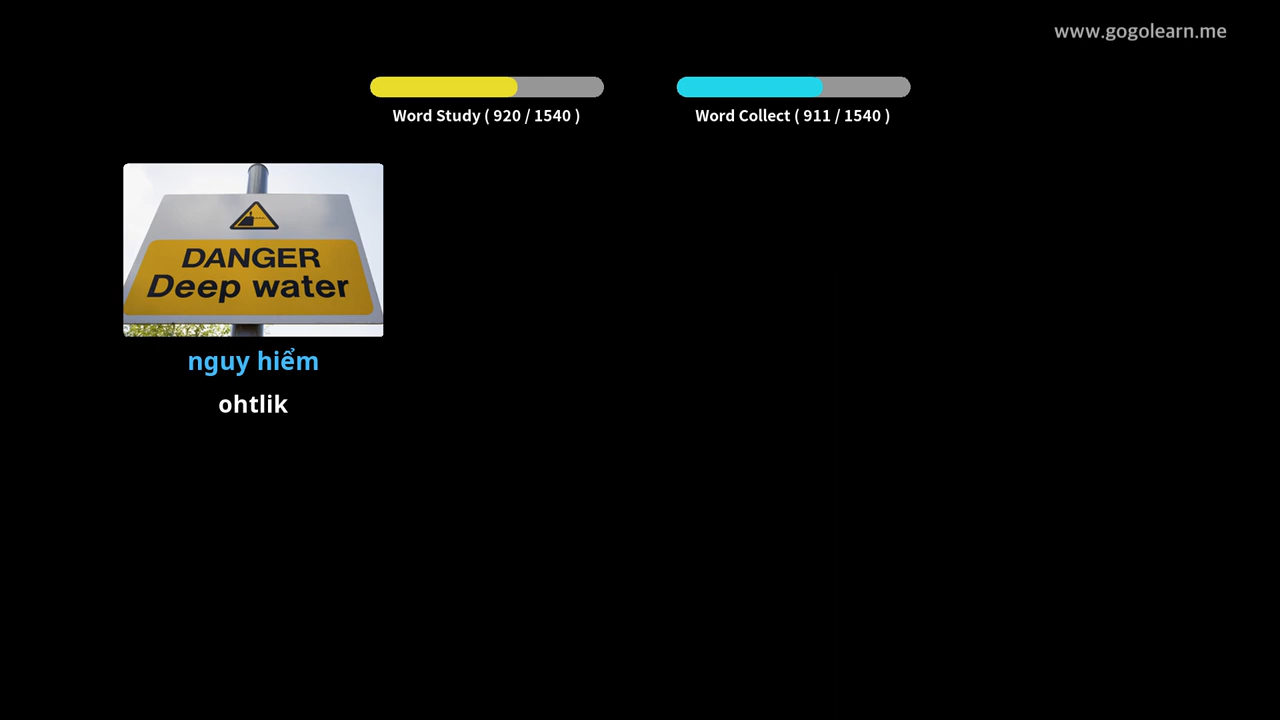 www.gogolearn.me
Word Study ( 920 / 1540 )
Word Collect ( 911 / 1540 )
DANGER
Deep water
nguy hiểm
ohtlik